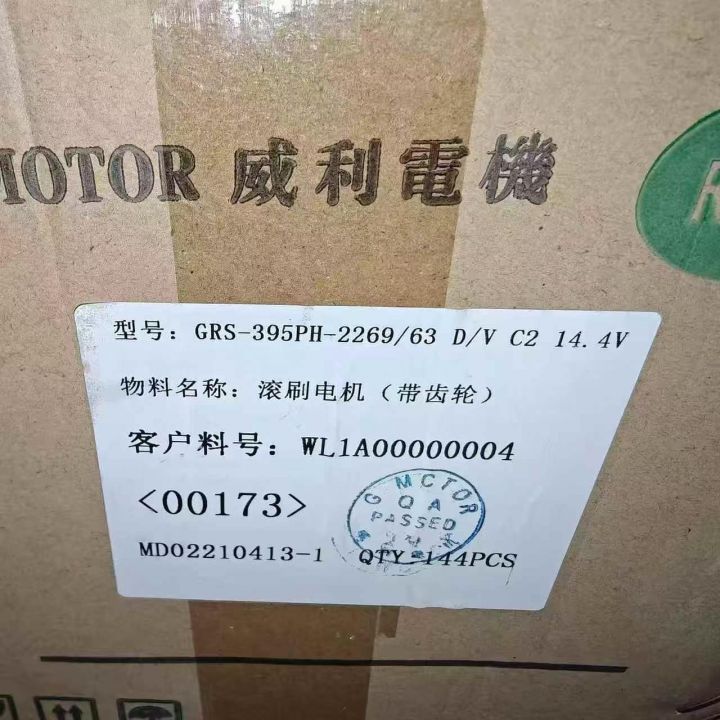 MOTOR 威利電機
R
型号: GRS-395PH-2269/63 D/V C2 14.4V
物料名称: 滚刷电机（带齿轮）
客户料号: WL1A00000004
<00173>
G MCTOR
QA
PASSED
MD02210413-1 QTY 144PCS